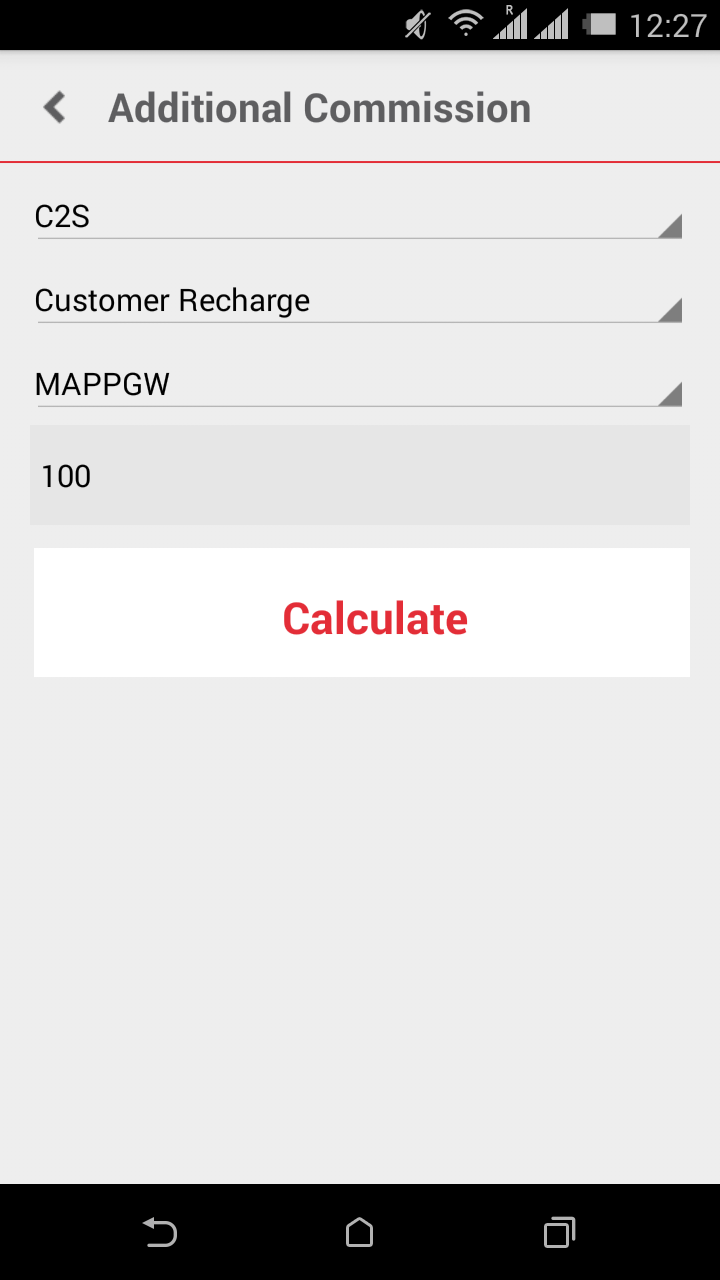 R
12:27
Additional Commission
C2S
Customer Recharge
MAPPGW
100
Calculate